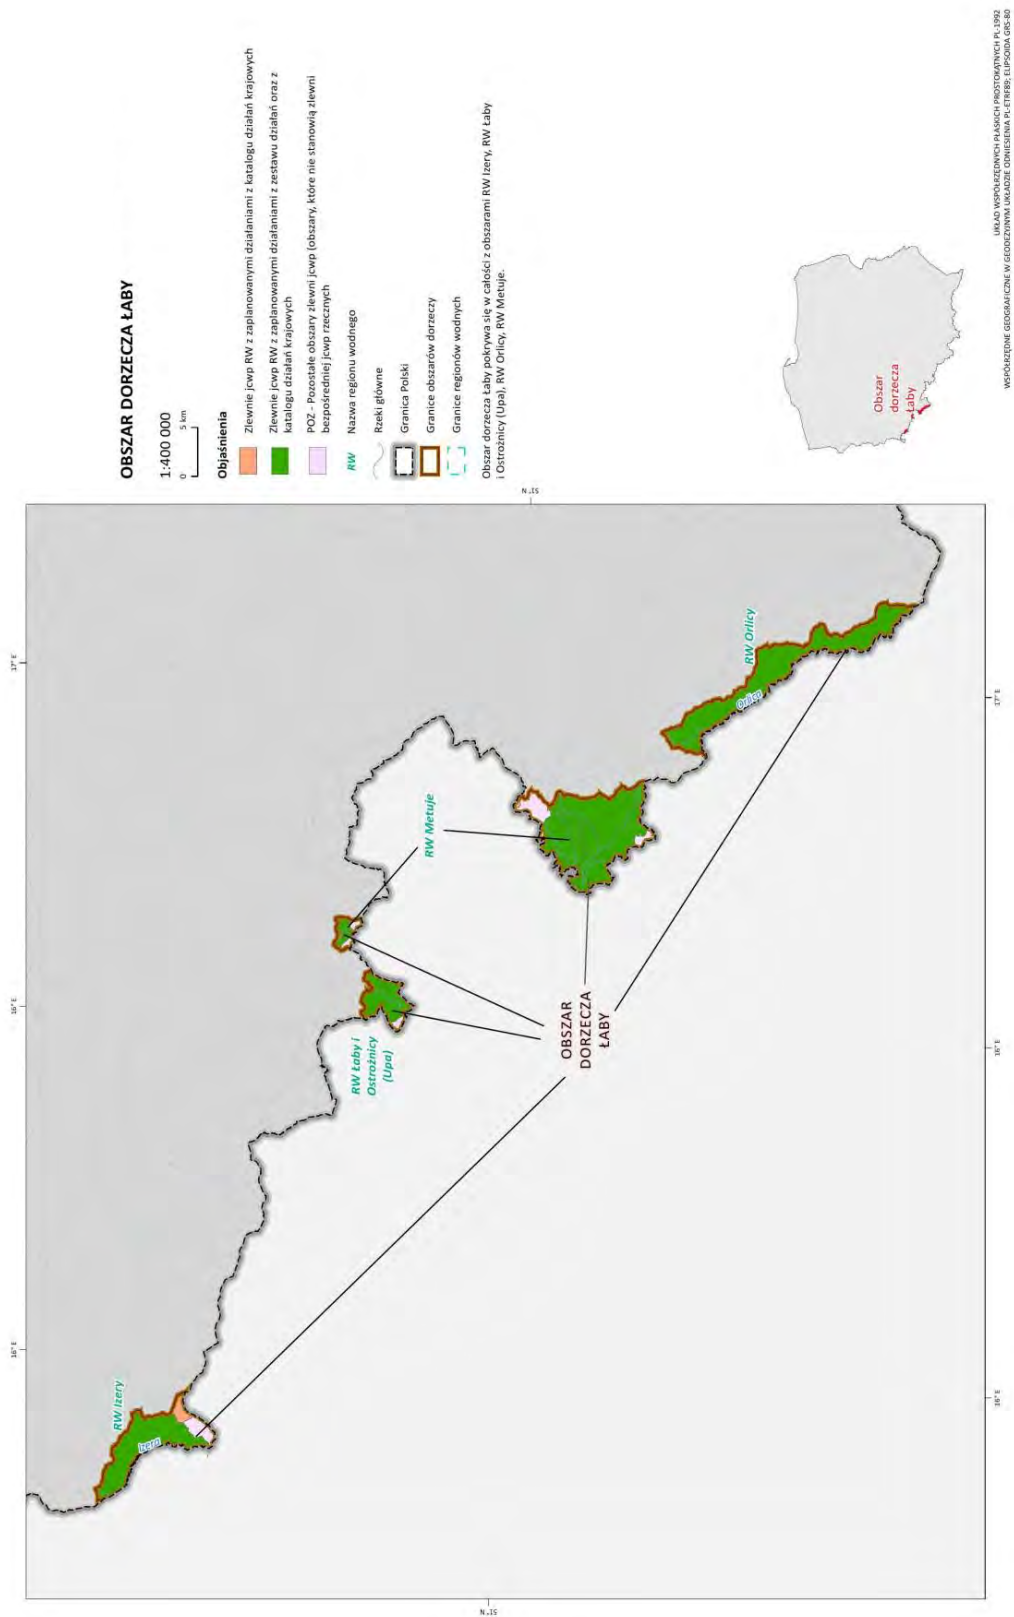 OBSZAR DORZECZA ŁABY
1:400 000
0 5 km
Objaśnienia
Zlewnie jcwp RW z zaplanowanymi działaniami z katalogu działań krajowych
Zlewnie jcwp RW z zaplanowanymi działaniami z zestawu działań oraz z
katalogu działań krajowych
POZ - Pozostałe obszary zlewni jcwp (obszary, które nie stanowią zlewni
bezpośredniej jcwp rzecznych
RW Nazwa regionu wodnego
Rzeki główne
Granica Polski
Granice obszarów dorzeczy
Granice regionów wodnych
Obszar dorzecza Łaby pokrywa się w całości z obszarami RW Izery, RW Łaby
i Ostrożnicy (Upa), RW Orlicy, RW Metuje.
Obszar
dorzecza
Łaby
UKŁAD WSPÓŁRZĘDNYCH PŁASKICH PROSTOKĄTNYCH PL-1992
WSPÓŁRZĘDNE GEOGRAFICZNE W GEODEZYJNYM UKŁADZIE ODNIESIENIA PL-ETRF89; ELIPSOIDA GRS-80
16° E
16° E
17° E
51° N
51° N
16° E
16° E
17° E
RW Izery
Izera
RW Łaby i
Ostrożnicy
(Upa)
RW Metuje
RW Orlicy
Orlica
OBSZAR
DORZECZA
ŁABY